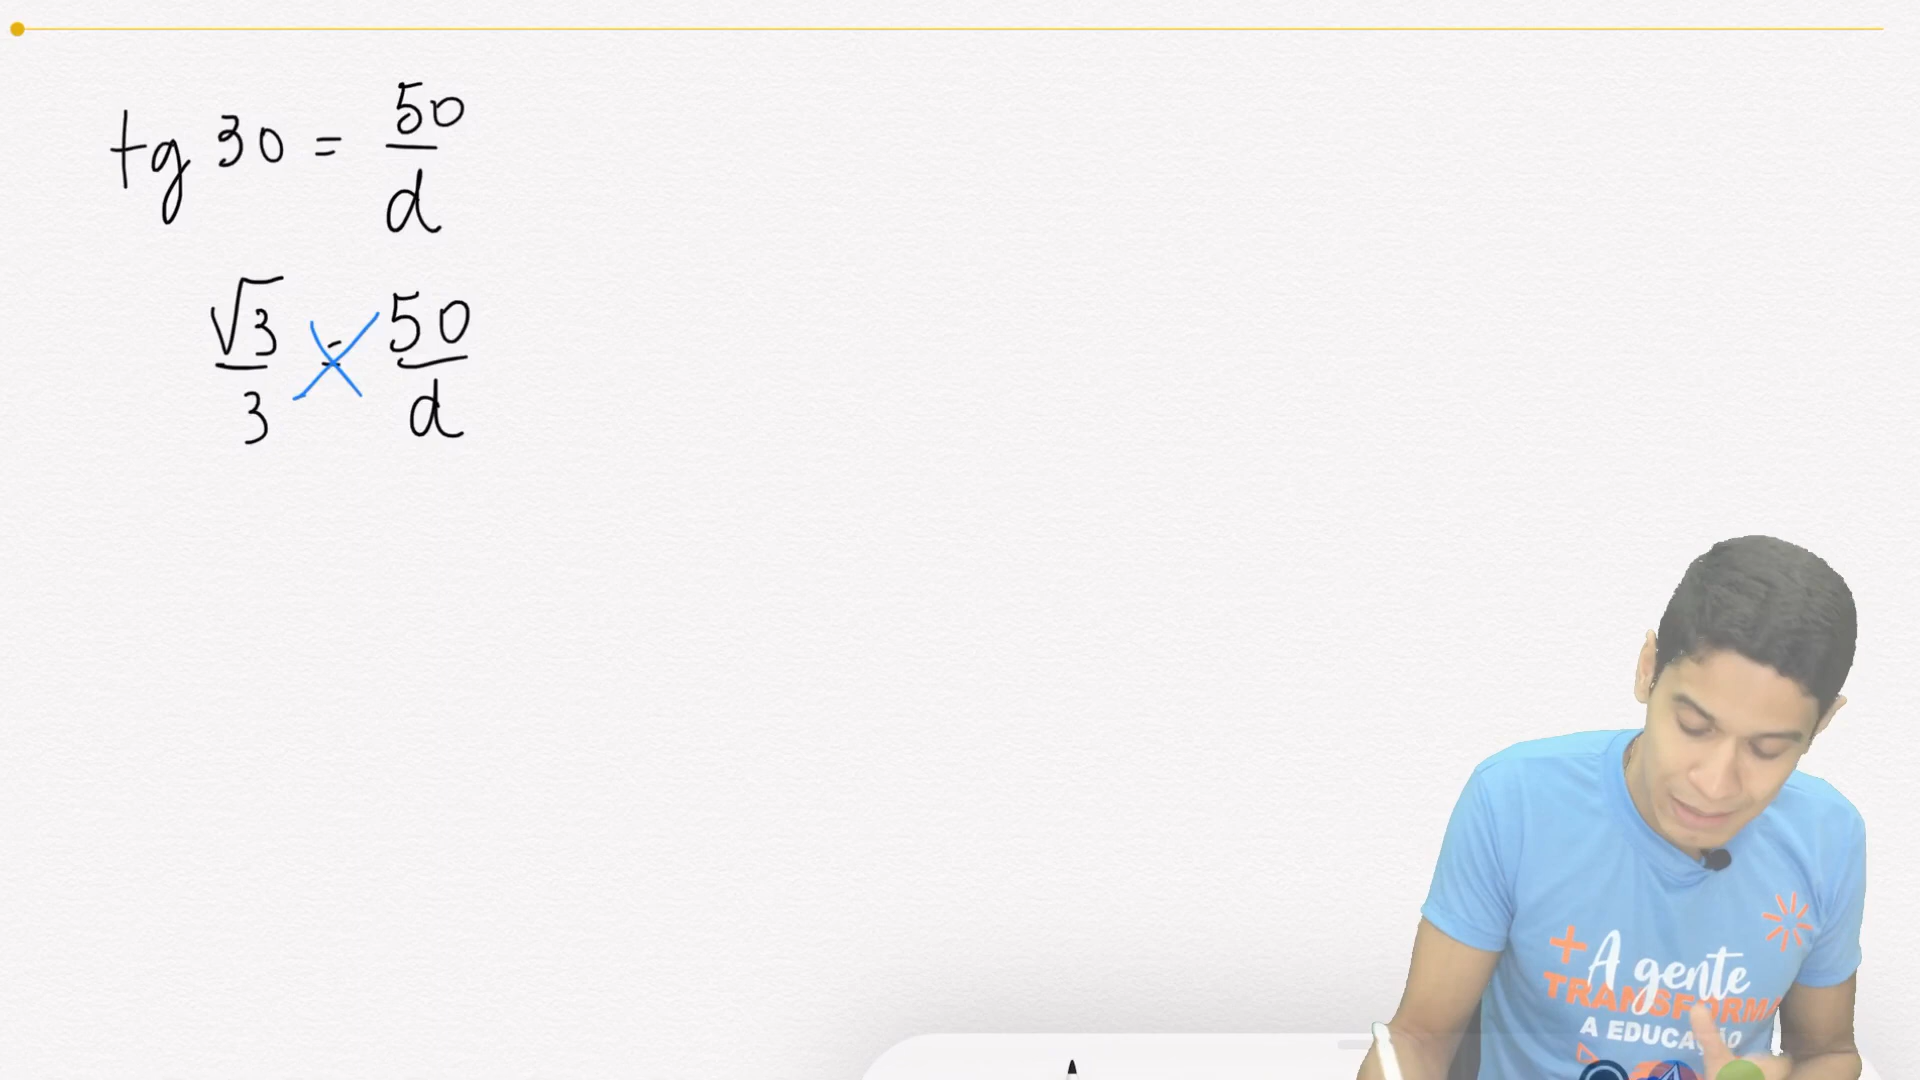 tg 30 = 50/d
√3/3 = 50/d
+ A gente
TRANSFORMA
A EDUCAÇÃO